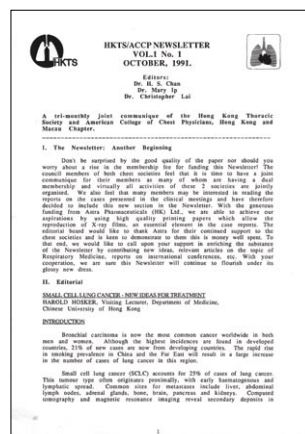 HKTS/ACCP NEWSLETTER
VOL.1 No. 1
OCTOBER, 1991.
HKTS
Editors:
Dr. H. S. Chan
Dr. Mary Ip
Dr. Christopher Lai
A tri-monthly joint communique of the Hong Kong Thoracic
Society and American College of Chest Physicians, Hong Kong and
Macau Chapter.
I. The Newsletter: Another Beginning
Don't be surprised by the good quality of the paper nor should you
worry about a rise in the membership fee for funding this Newsletter! The
council members of both chest societies feel that it is time to have a joint
communique for their members as many of whom are having a dual
membership and virtually all activities of these 2 societies are jointly
organised. We also feel that many members may be interested in reading the
reports on the cases presented in the clinical meetings and have therefore
decided to include this new section in the Newsletter. With the generous
funding from Astra Pharmaceuticals (HK) Ltd., we are able to achieve our
aspirations by using high quality printing papers which allow the
reproduction of X-ray films, an essential element in the case reports. The
editorial board would like to thank Astra for their continued support to the
chest societies and is keen to demonstrate to them this is money well spent. To
that end, we would like to call upon your support in enriching the substance
of the Newsletter by contributing new ideas, relevant articles on the topic of
Respiratory Medicine, reports on international conferences, etc. With your
cooperation, we are sure this Newsletter will continue to flourish under its
glossy new dress.
II. Editorial
SMALL CELL LUNG CANCER - NEW IDEAS FOR TREATMENT
HAROLD HOSKER, Visiting Lecturer, Department of Medicine,
Chinese University of Hong Kong
INTRODUCTION
Bronchial carcinoma is now the most common cancer worldwide in both
men and women. Although the highest incidences are found in developed
countries, 21% of new cases are now from developing countries. The rapid rise
in smoking prevalence in China and the Far East will result in a large increase
in the number of cases of lung cancer in this region.
Small cell lung cancer (SCLC) accounts for 25% of cases of lung cancer.
This tumour type often originates proximally, with early haematogenous and
lymphatic spread. Common sites for metastases include liver, abdominal
lymph nodes, adrenal glands, bone, brain, pancreas and kidneys. Computed
tomography and magnetic resonance imaging reveal secondary deposits in
1